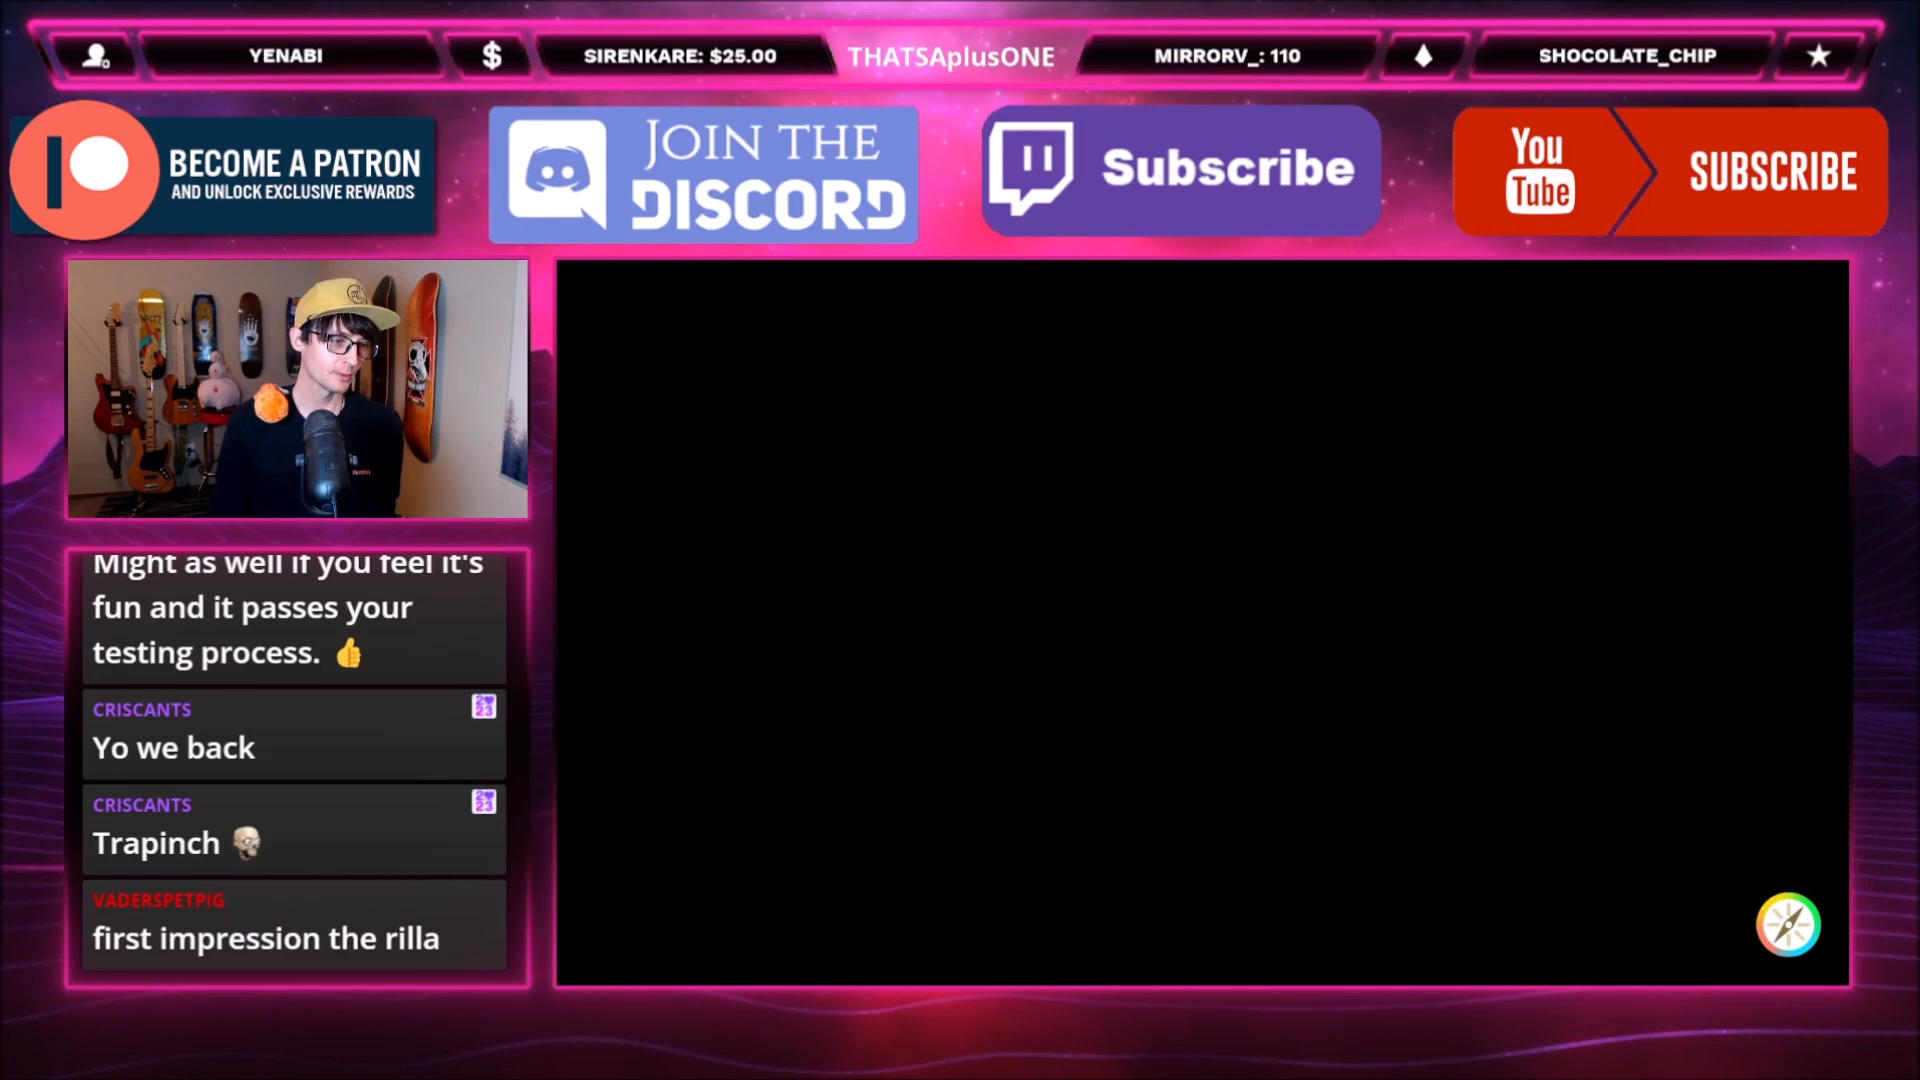 YENABI
$
SIRENKARE: $25.00
THATSAplusONE
MIRRORV_: 110
SHOCOLATE_CHIP
BECOME A PATRON
AND UNLOCK EXCLUSIVE REWARDS
JOIN THE
DISCORD
Subscribe
You
Tube
SUBSCRIBE
Might as well if you feel it's
fun and it passes your
testing process. 👍
CRISCANTS
Yo we back
CRISCANTS
Trapinch
VADERSPETPIG
first impression the rilla